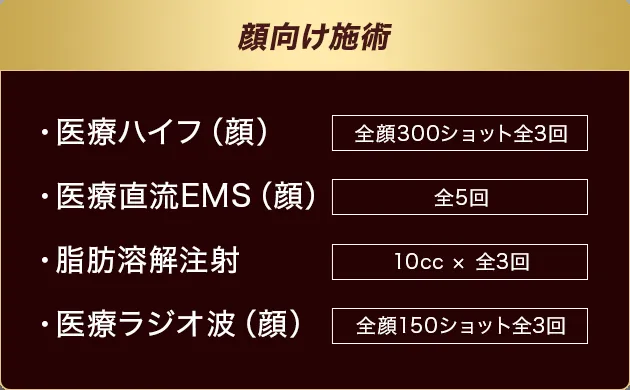 顔向け施術
・医療ハイフ（顔） 全顔300ショット全3回
・医療直流EMS（顔） 全5回
・脂肪溶解注射 10cc × 全3回
・医療ラジオ波（顔） 全顔150ショット全3回